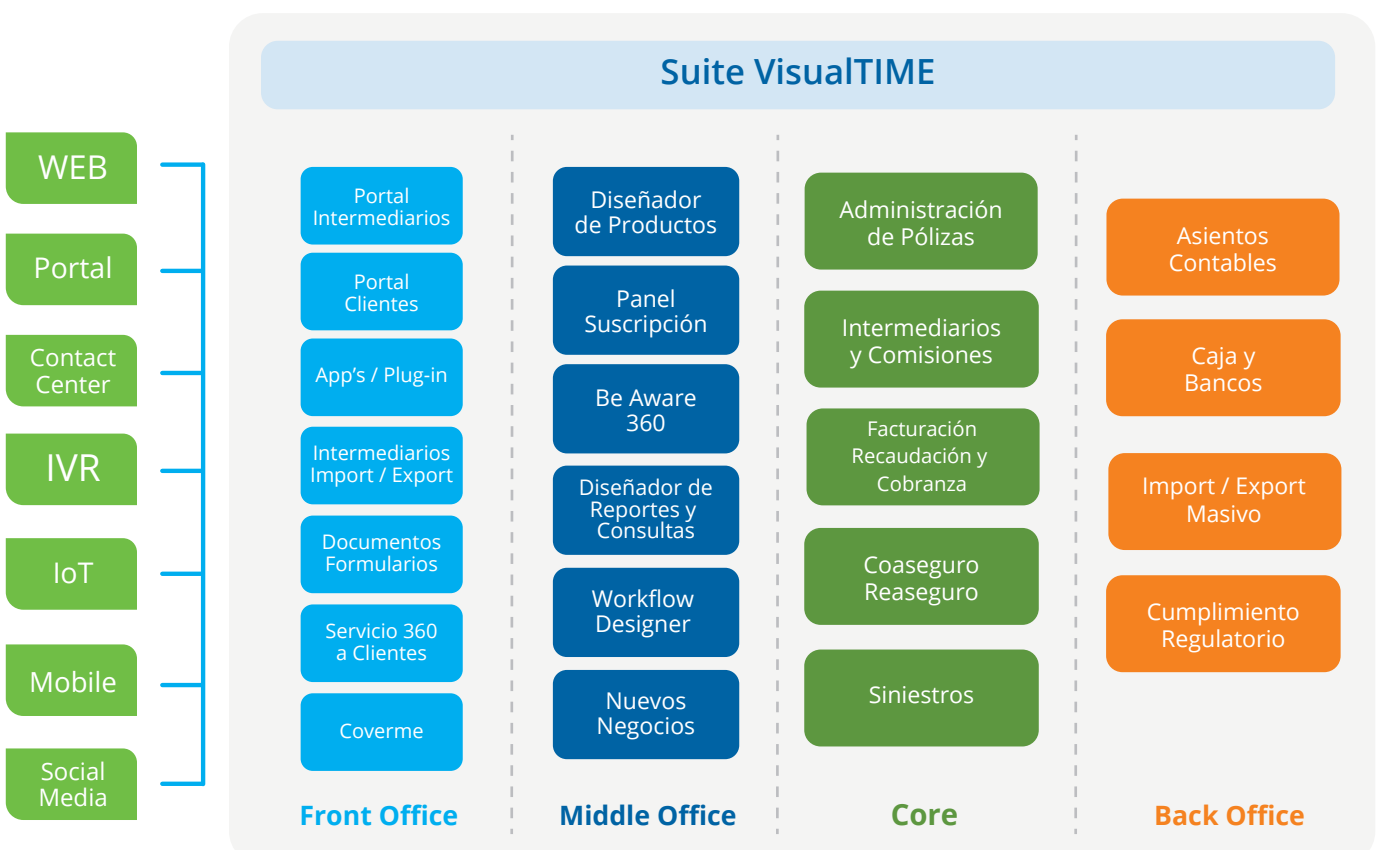 Suite VisualTIME
WEB
Portal
Contact
Center
IVR
IoT
Mobile
Social
Media
Portal
Intermediarios
Portal
Clientes
App's / Plug-in
Intermediarios
Import / Export
Documentos
Formularios
Servicio 360
a Clientes
Coverme
Front Office
Diseñador
de Productos
Panel
Suscripción
Be Aware
360
Diseñador de
Reportes y
Consultas
Workflow
Designer
Nuevos
Negocios
Middle Office
Administración
de Pólizas
Intermediarios
y Comisiones
Facturación
Recaudación y
Cobranza
Coaseguro
Reaseguro
Siniestros
Core
Asientos
Contables
Caja y
Bancos
Import / Export
Masivo
Cumplimiento
Regulatorio
Back Office